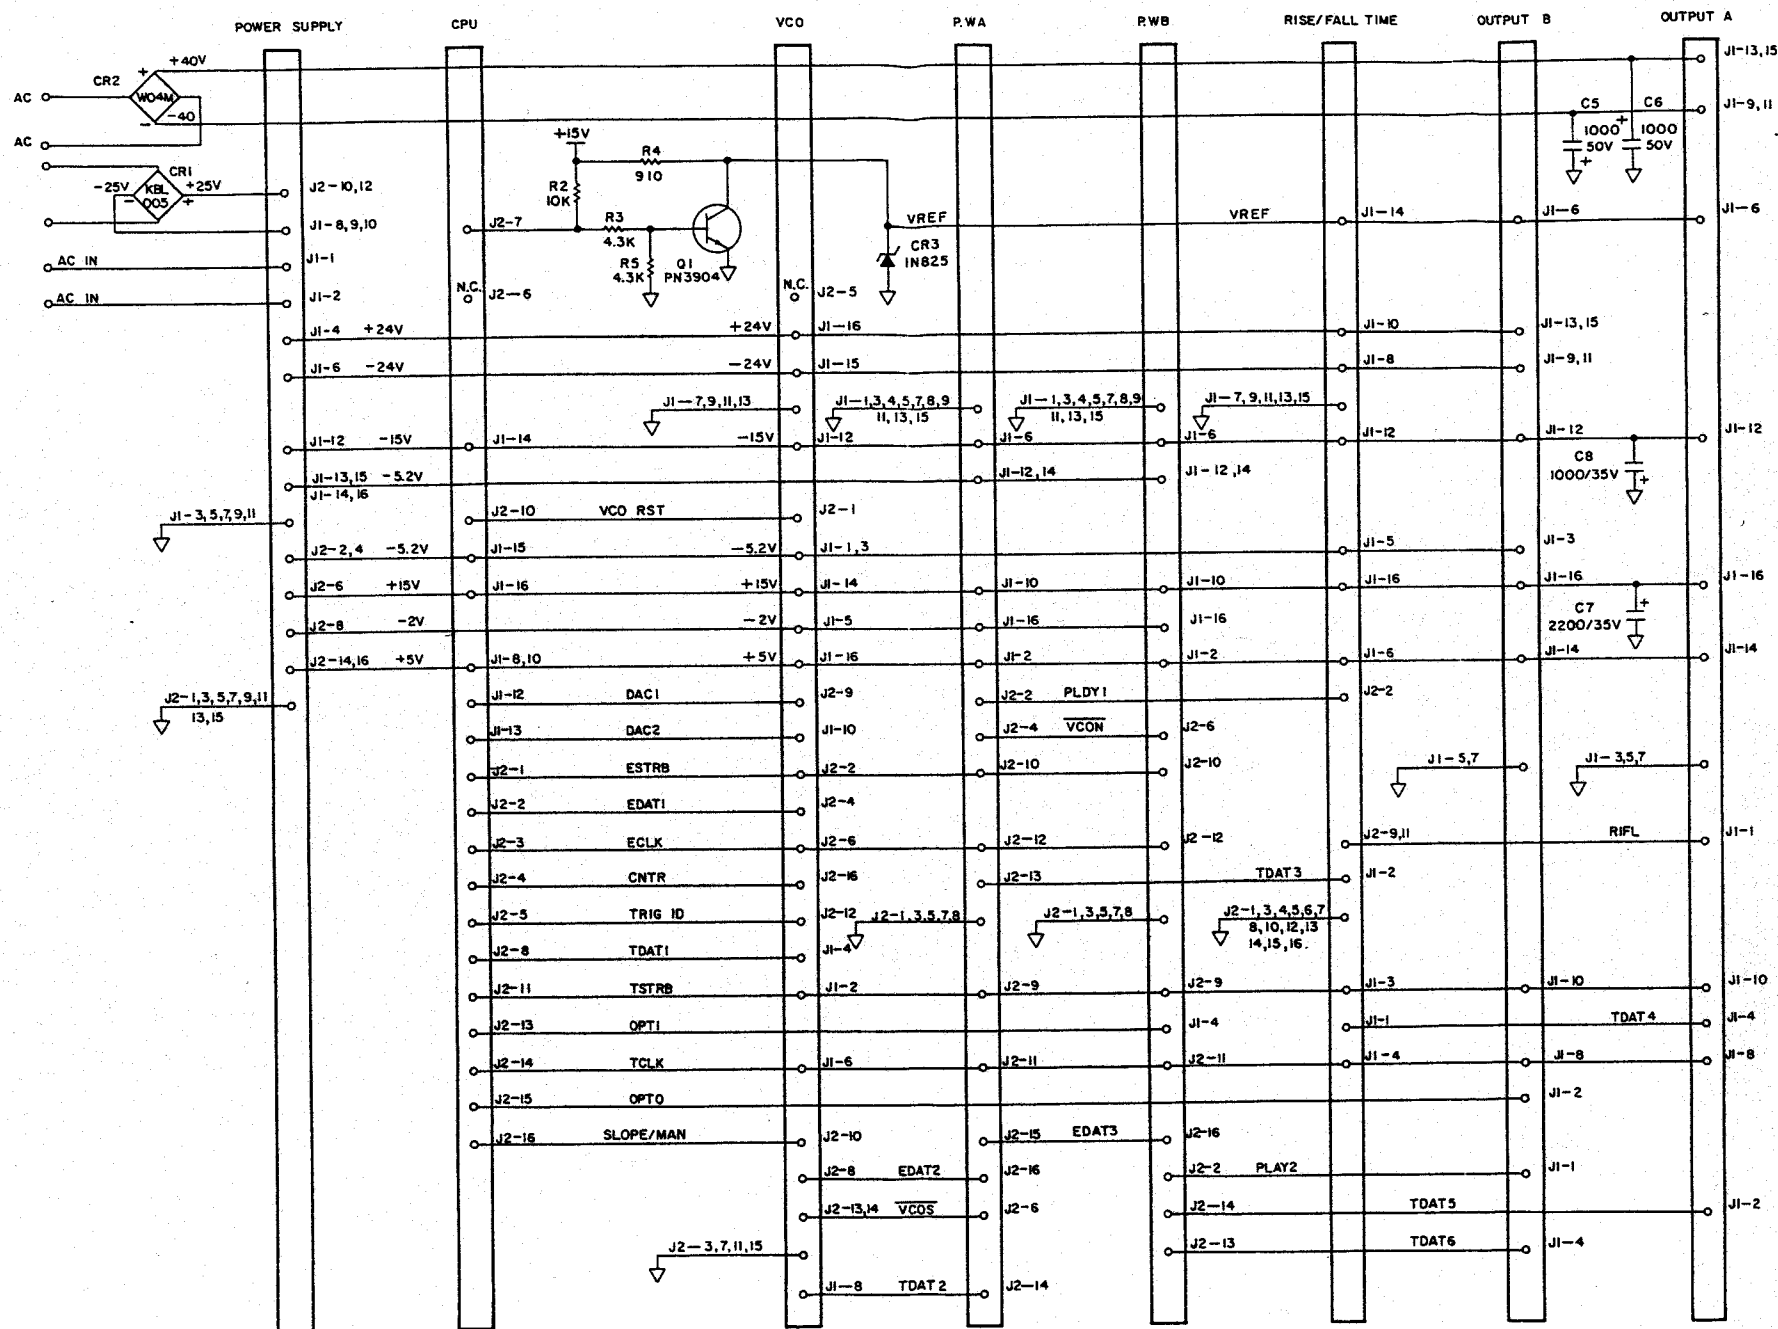 POWER SUPPLY CPU VCO P.WA P.WB RISE/FALL TIME OUTPUT B OUTPUT A
+40V J1-13,15
CR2 + W04M
AC
- -40 C5 C6 J1-9,11
+15V 1000 50V + 1000 50V +
AC
R4 910
CR1
-25V - KBL 005 +25V + J2-10,12
R2 10K
J1-8,9,10 J2-7 R3 4.3K VREF VREF J1-14 J1-6 J1-6
CR3 1N825
AC IN J1-1 R5 4.3K Q1 PN3904
AC IN J1-2 N.C. J2-6 N.C. J2-5
J1-4 +24V +24V J1-16 J1-10 J1-13,15
J1-6 -24V -24V J1-15 J1-8 J1-9,11
J1-7,9,11,13 J1-1,3,4,5,7,8,9 J1-1,3,4,5,7,8,9 J1-7,9,11,13,15
11,13,15 11,13,15
J1-12 -15V J1-14 -15V J1-12 J1-6 J1-6 J1-12 J1-12 J1-12
C8
1000/35V +
J1-13,15 -5.2V J1-12,14 J1-12,14
J1-14,16
J1-3,5,7,9,11 J2-10 VCO RST J2-1
J2-2,4 -5.2V J1-15 -5.2V J1-1,3 J1-5 J1-3
J2-6 +15V J1-16 +15V J1-14 J1-10 J1-10 J1-16 J1-16 J1-16
C7 +
2200/35V
J2-8 -2V -2V J1-5 J1-16 J1-16
J2-14,16 +5V J1-8,10 +5V J1-16 J1-2 J1-2 J1-6 J1-14 J1-14
J2-1,3,5,7,9,11 J1-12 DAC1 J2-9 J2-2 PLDY1 J2-2
13,15
J1-13 DAC2 J1-10 J2-4 VCON J2-6
J2-1 ESTRB J2-2 J2-10 J2-10 J1-5,7 J1-3,5,7
J2-2 EDAT1 J2-4
J2-3 ECLK J2-6 J2-12 J2-12 J2-9,11 RIFL J1-1
J2-4 CNTR J2-16 J2-13 TDAT3 J1-2
J2-5 TRIG ID J2-12 J2-1,3,5,7,8 J2-1,3,5,7,8 J2-1,3,4,5,6,7
8,10,12,13
14,15,16.
J2-8 TDAT1 J1-4
J2-11 TSTRB J1-2 J2-9 J2-9 J1-3 J1-10 J1-10
J2-13 OPT1 J1-4 J1-1 TDAT4 J1-4
J2-14 TCLK J1-6 J2-11 J2-11 J1-4 J1-8 J1-8
J2-15 OPTO J1-2
J2-16 SLOPE/MAN J2-10 J2-15 EDAT3 J2-16
J2-8 EDAT2 J2-16 J2-2 PLAY2 J1-1
J2-13,14 VCOS J2-6 J2-14 TDAT5 J1-2
J2-3,7,11,15 J2-13 TDAT6 J1-4
J1-8 TDAT2 J2-14